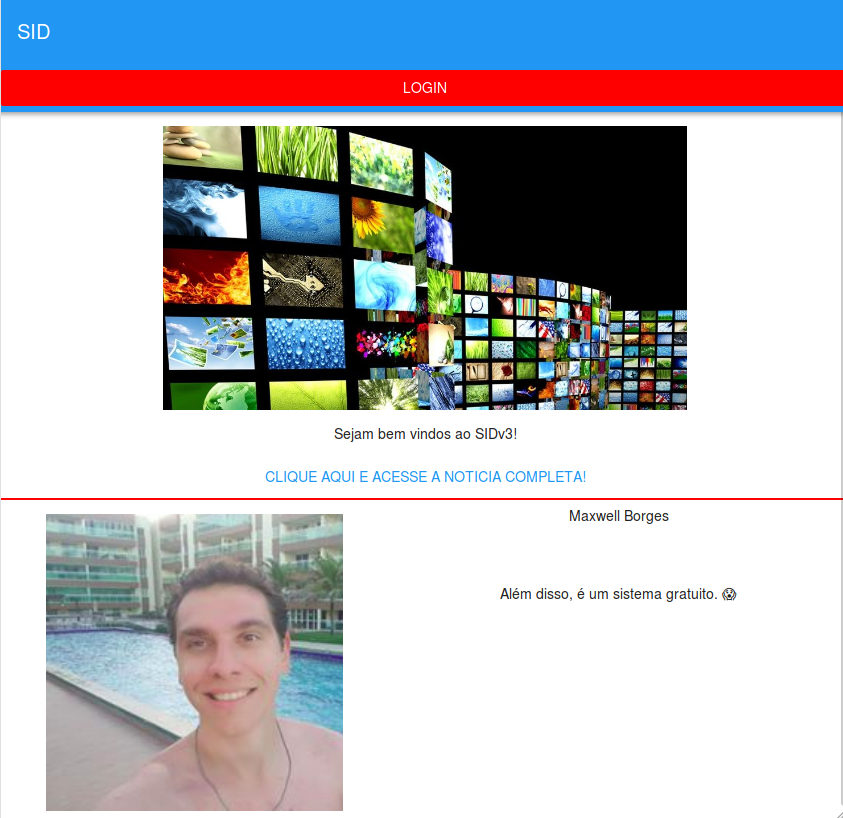 SID
LOGIN
Sejam bem vindos ao SIDv3!
CLIQUE AQUI E ACESSE A NOTICIA COMPLETA!
Maxwell Borges
Além disso, é um sistema gratuito. 😱